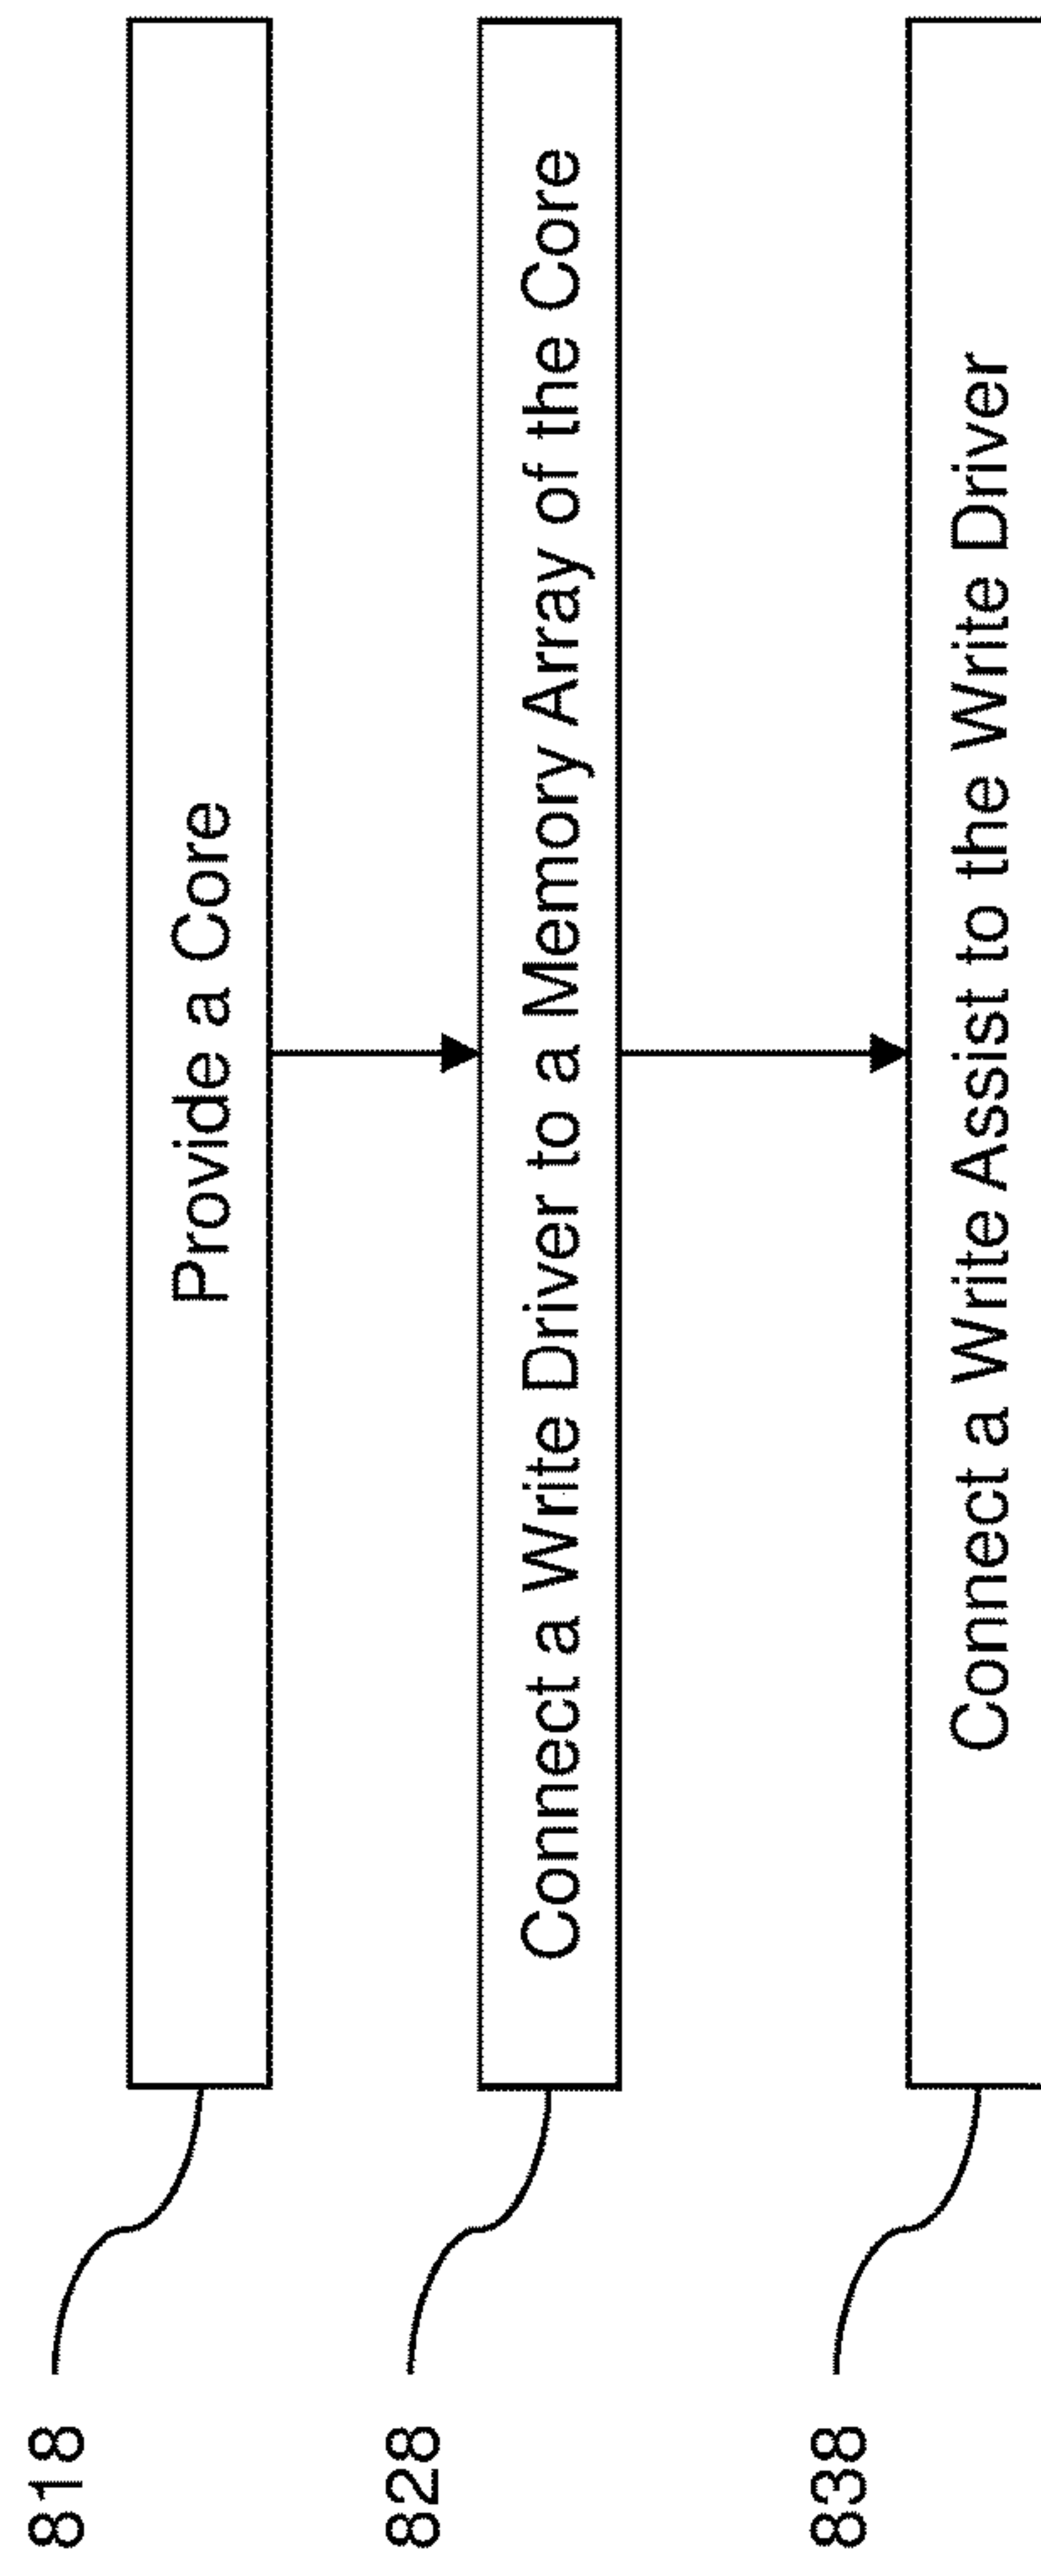 818
Provide a Core
828
Connect a Write Driver to a Memory Array of the Core
838
Connect a Write Assist to the Write Driver